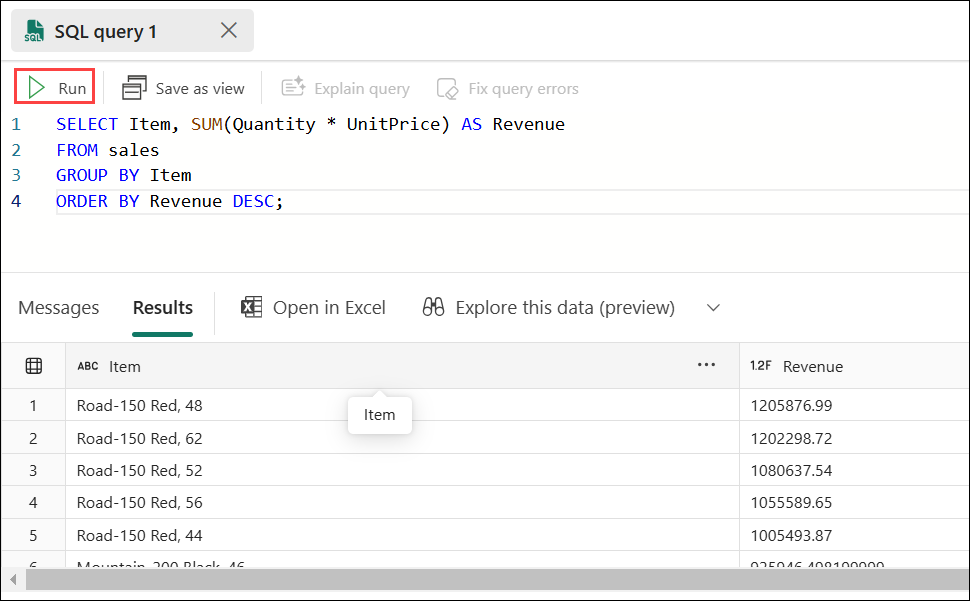 SQL query 1
Run Save as view Explain query Fix query errors
1 SELECT Item, SUM(Quantity * UnitPrice) AS Revenue
2 FROM sales
3 GROUP BY Item
4 ORDER BY Revenue DESC;
Messages Results Open in Excel Explore this data (preview)
ABC Item ... 1.2F Revenue
1 Road-150 Red, 48 1205876.99
Item
2 Road-150 Red, 62 1202298.72
3 Road-150 Red, 52 1080637.54
4 Road-150 Red, 56 1055589.65
5 Road-150 Red, 44 1005493.87
6 Mountain-200 Black, 46